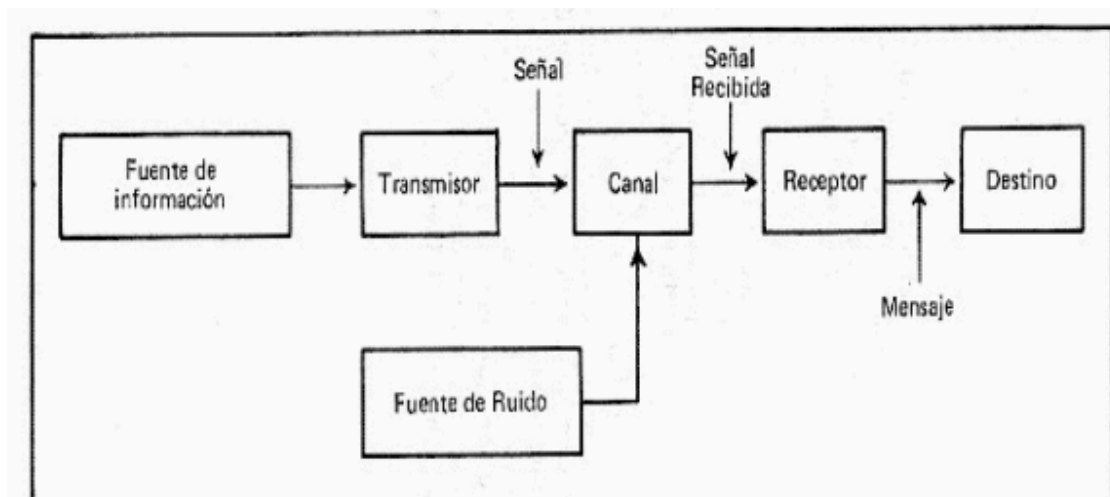 Señal
Señal
Recibida
Fuente de
información
Transmisor
Canal
Receptor
Destino
Mensaje
Fuente de Ruido